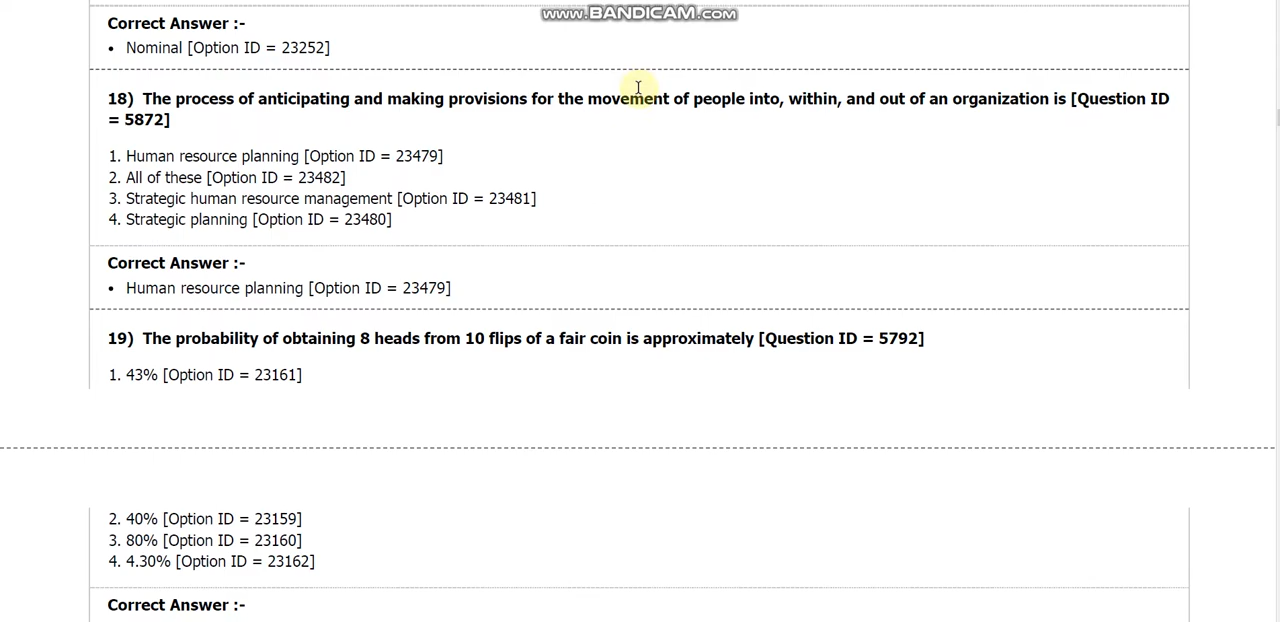 www.BANDICAM.com
Correct Answer :-
• Nominal [Option ID = 23252]
18) The process of anticipating and making provisions for the movement of people into, within, and out of an organization is [Question ID
= 5872]
1. Human resource planning [Option ID = 23479]
2. All of these [Option ID = 23482]
3. Strategic human resource management [Option ID = 23481]
4. Strategic planning [Option ID = 23480]
Correct Answer :-
• Human resource planning [Option ID = 23479]
19) The probability of obtaining 8 heads from 10 flips of a fair coin is approximately [Question ID = 5792]
1. 43% [Option ID = 23161]
2. 40% [Option ID = 23159]
3. 80% [Option ID = 23160]
4. 4.30% [Option ID = 23162]
Correct Answer :-